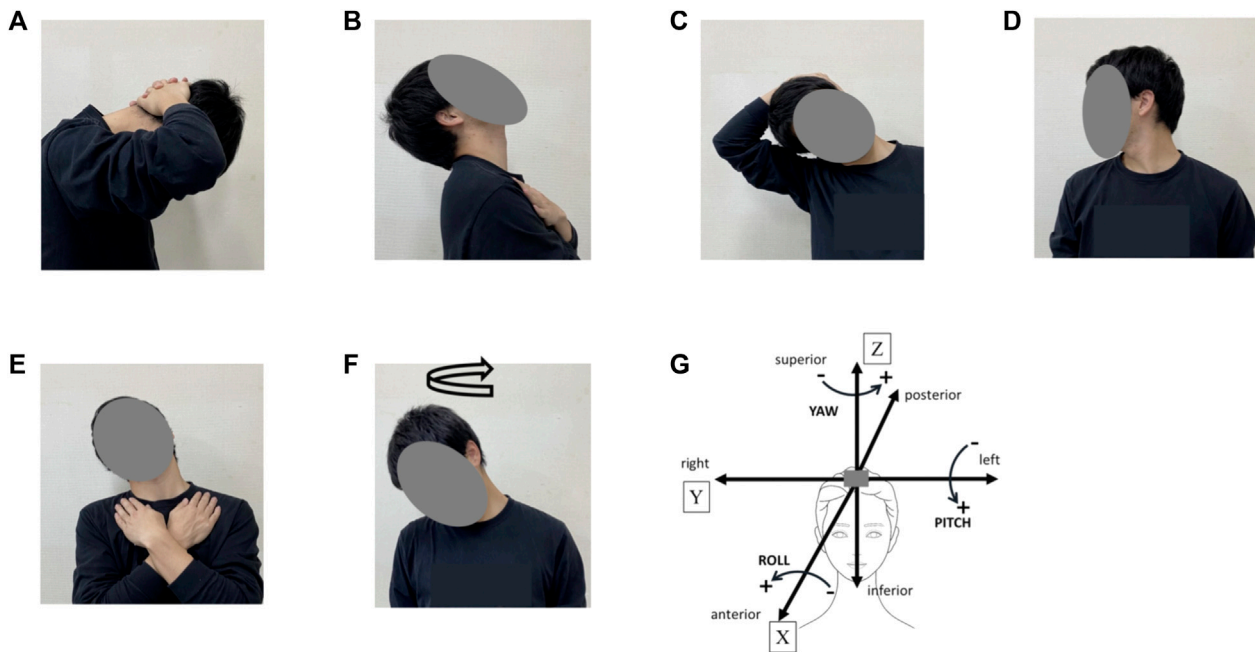 A
B
C
D
E
F
G
Z
superior
-
+
YAW
posterior
-
right
left
Y
+
PITCH
ROLL
+
-
inferior
anterior
X